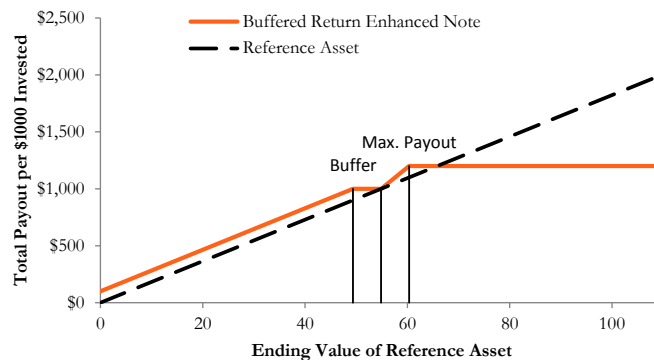 Buffered Return Enhanced Note
Reference Asset
Total Payout per $1000 Invested
$2,500
$2,000
$1,500
$1,000
$500
$0
Max. Payout
Buffer
0 20 40 60 80 100
Ending Value of Reference Asset